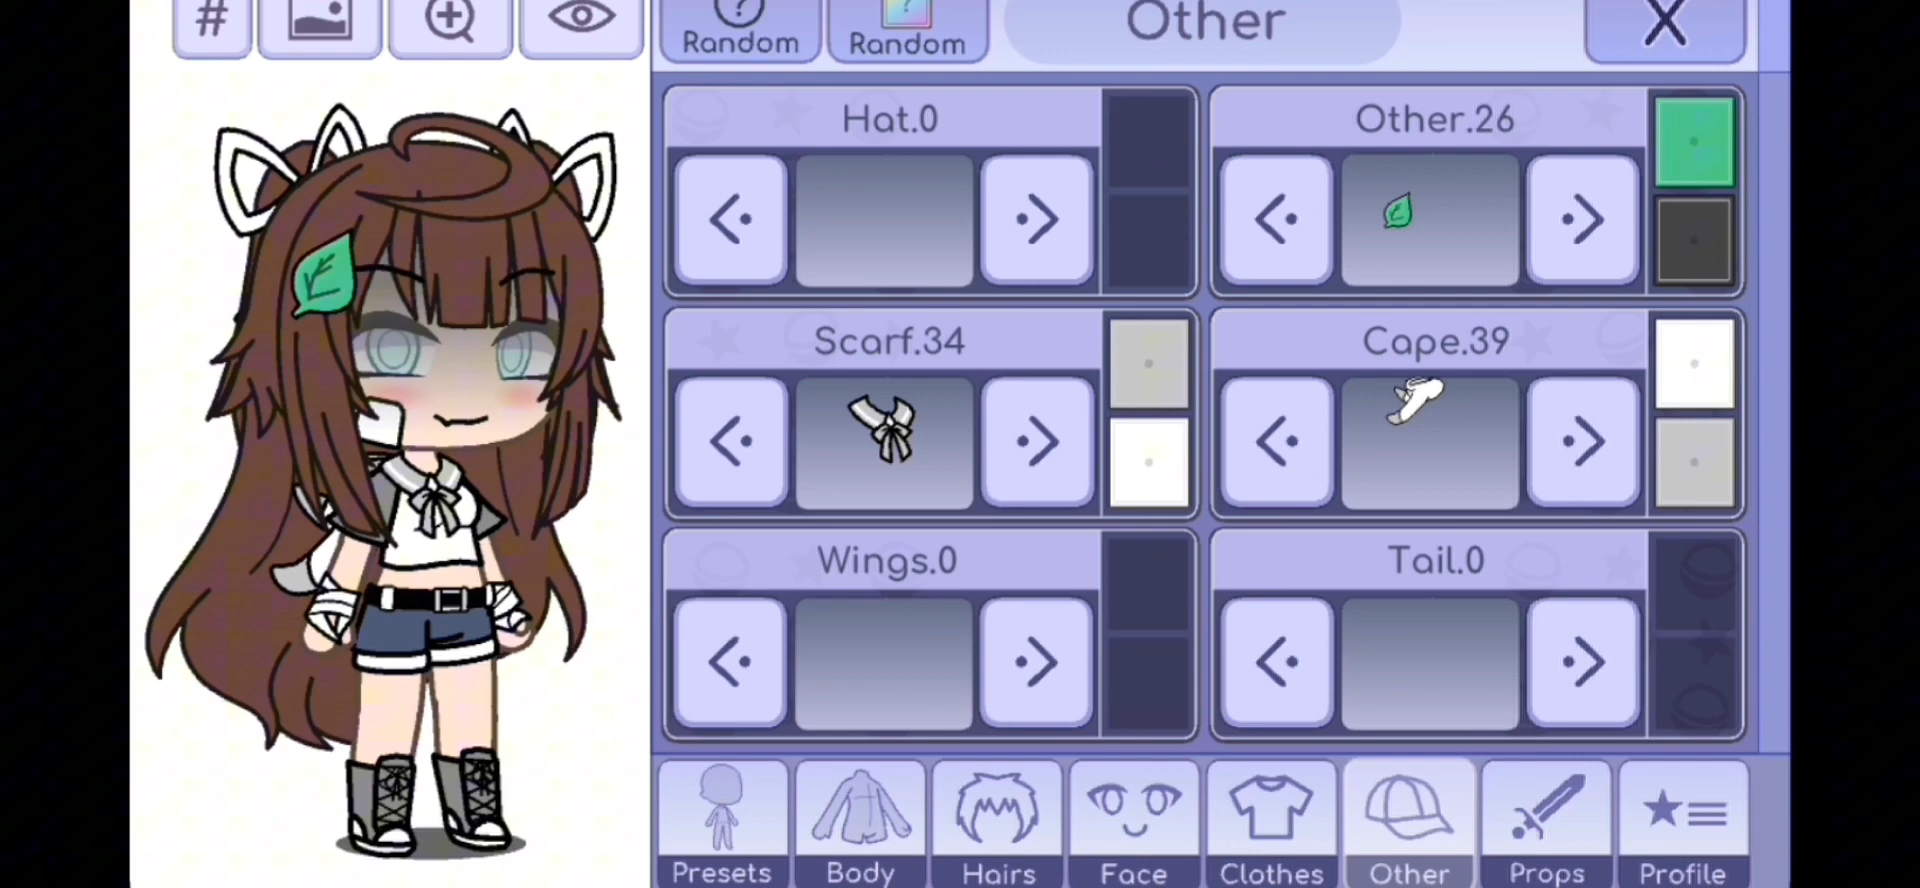 #
Random
Random
Other
X
Hat.0
Other.26
Scarf.34
Cape.39
Wings.0
Tail.0
Presets
Body
Hairs
Face
Clothes
Other
Props
Profile